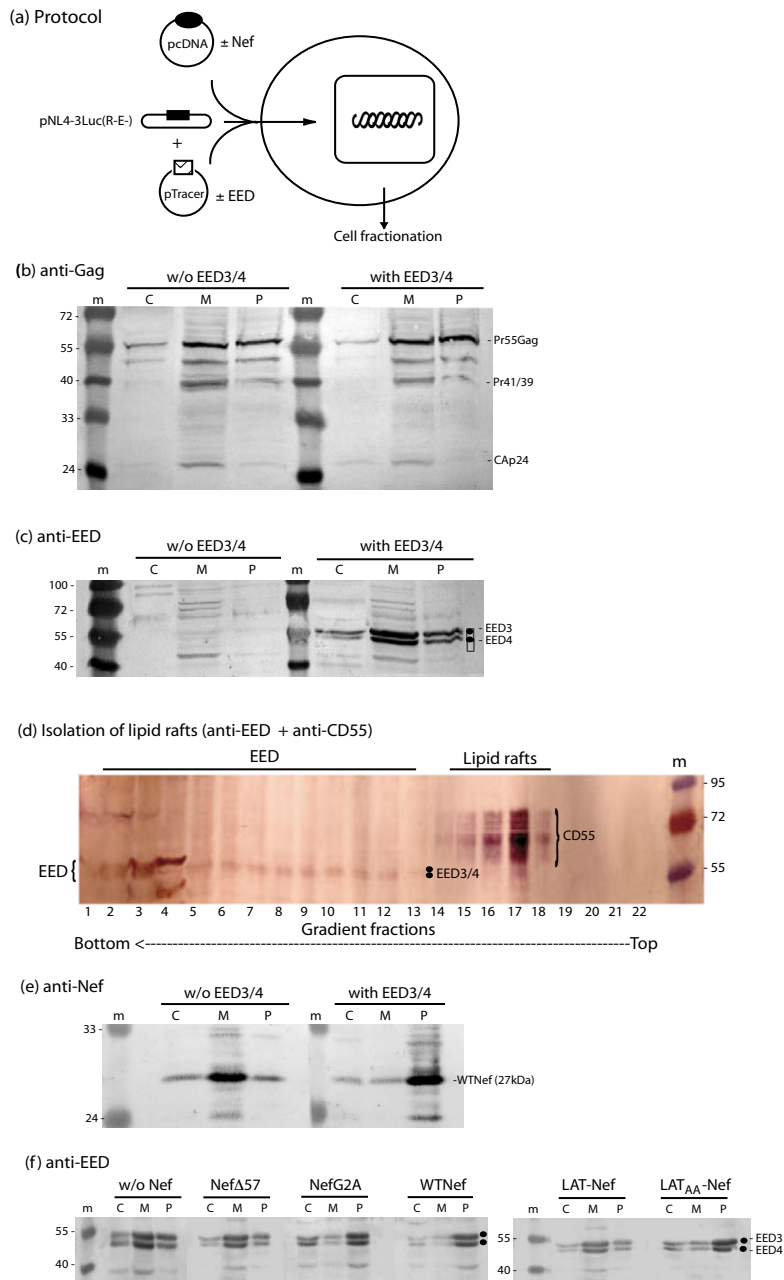 (a) Protocol
pcDNA
± Nef
pNL4-3Luc(R-E-)
+
pTracer
± EED
Cell fractionation
(b) anti-Gag
w/o EED3/4
with EED3/4
m C M P m C M P
72 -
55 -
40 -
33 -
24 -
- Pr55Gag
- Pr41/39
- CAp24
(c) anti-EED
w/o EED3/4
with EED3/4
m C M P m C M P
100 -
72 -
55 -
40 -
- EED3
- EED4
(d) Isolation of lipid rafts (anti-EED + anti-CD55)
EED
Lipid rafts
m
- 95
- 72
- 55
CD55
EED
EED3/4
1 2 3 4 5 6 7 8 9 10 11 12 13 14 15 16 17 18 19 20 21 22
Gradient fractions
Bottom <------------------------------------------------------------Top
(e) anti-Nef
w/o EED3/4
with EED3/4
m C M P m C M P
33 -
24 -
-WTNef (27kDa)
(f) anti-EED
w/o Nef NefΔ57 NefG2A WTNef LAT-Nef LATAA-Nef
m C M P C M P C M P C M P m C M P C M P
55 -
40 -
55 -
40 -
- EED3
- EED4